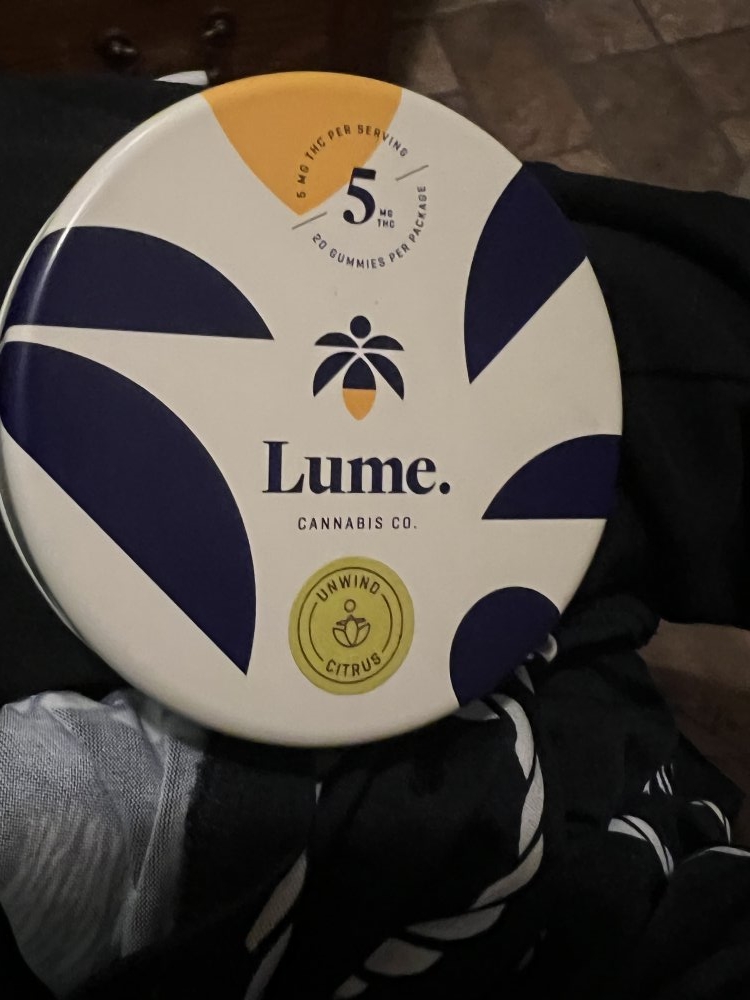 5 MG THC PER SERVING
5 MG
THC
20 GUMMIES PER PACKAGE
Lume.
CANNABIS CO.
UNWIND
CITRUS